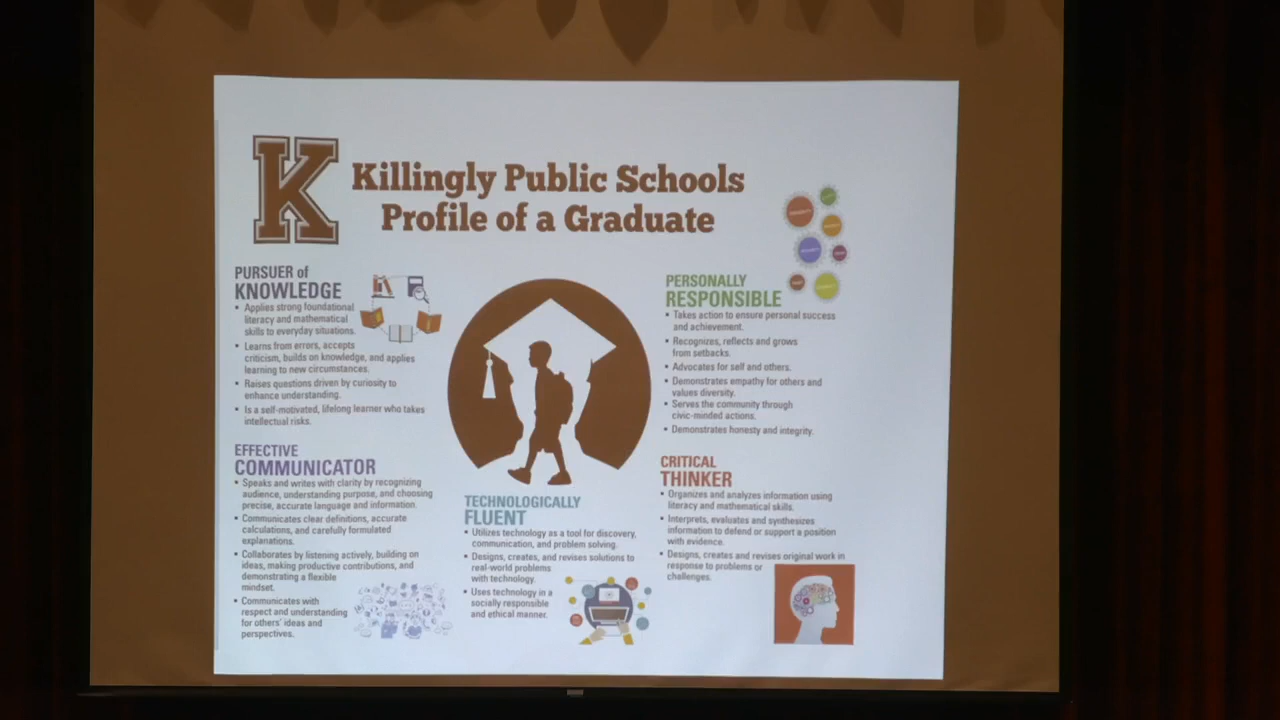 K
Killingly Public Schools
Profile of a Graduate
PURSUER of
KNOWLEDGE
▪ Applies strong foundational
literacy and mathematical
skills to everyday situations.
▪ Learns from errors, accepts
criticism, builds on knowledge, and applies
learning to new circumstances.
▪ Raises questions driven by curiosity to
enhance understanding.
▪ Is a self-motivated, lifelong learner who takes
intellectual risks.
EFFECTIVE
COMMUNICATOR
▪ Speaks and writes with clarity by recognizing
audience, understanding purpose, and choosing
precise, accurate language and information.
▪ Communicates clear definitions, accurate
calculations, and carefully formulated
explanations.
▪ Collaborates by listening actively, building on
ideas, making productive contributions, and
demonstrating a flexible
mindset.
▪ Communicates with
respect and understanding
for others' ideas and
perspectives.
TECHNOLOGICALLY
FLUENT
▪ Utilizes technology as a tool for discovery,
communication, and problem solving.
▪ Designs, creates, and revises solutions to
real-world problems
with technology.
▪ Uses technology in a
socially responsible
and ethical manner.
PERSONALLY
RESPONSIBLE
▪ Takes action to ensure personal success
and achievement.
▪ Recognizes, reflects and grows
from setbacks.
▪ Advocates for self and others.
▪ Demonstrates empathy for others and
values diversity.
▪ Serves the community through
civic-minded actions.
▪ Demonstrates honesty and integrity.
CRITICAL
THINKER
▪ Organizes and analyzes information using
literacy and mathematical skills.
▪ Interprets, evaluates and synthesizes
information to defend or support a position
with evidence.
▪ Designs, creates and revises original work in
response to problems or
challenges.